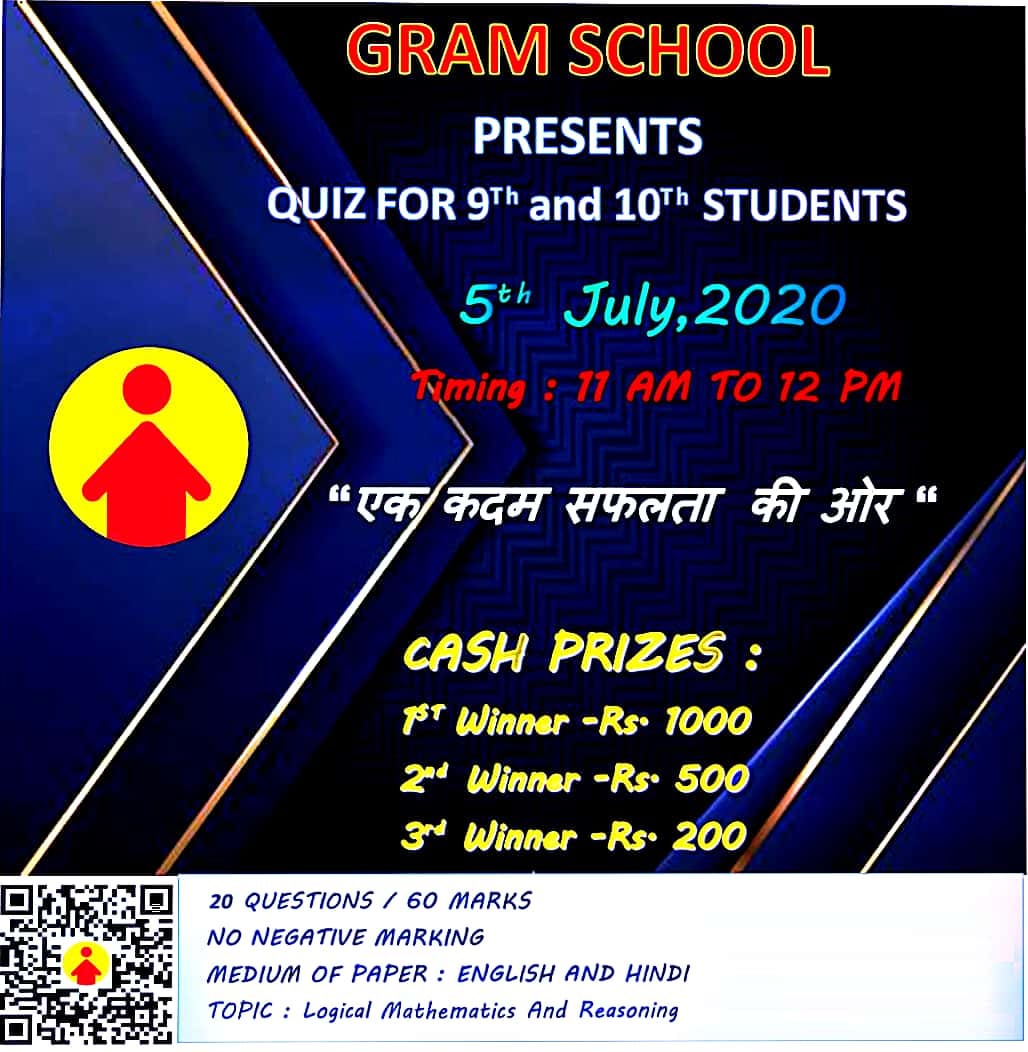 GRAM SCHOOL
PRESENTS
QUIZ FOR 9Th and 10Th STUDENTS
5th July,2020
Timing : 11 AM TO 12 PM
“एक कदम सफलता की ओर “
CASH PRIZES :
1ST Winner -Rs. 1000
2nd Winner -Rs. 500
3rd Winner -Rs. 200
20 QUESTIONS / 60 MARKS
NO NEGATIVE MARKING
MEDIUM OF PAPER : ENGLISH AND HINDI
TOPIC : Logical Mathematics And Reasoning